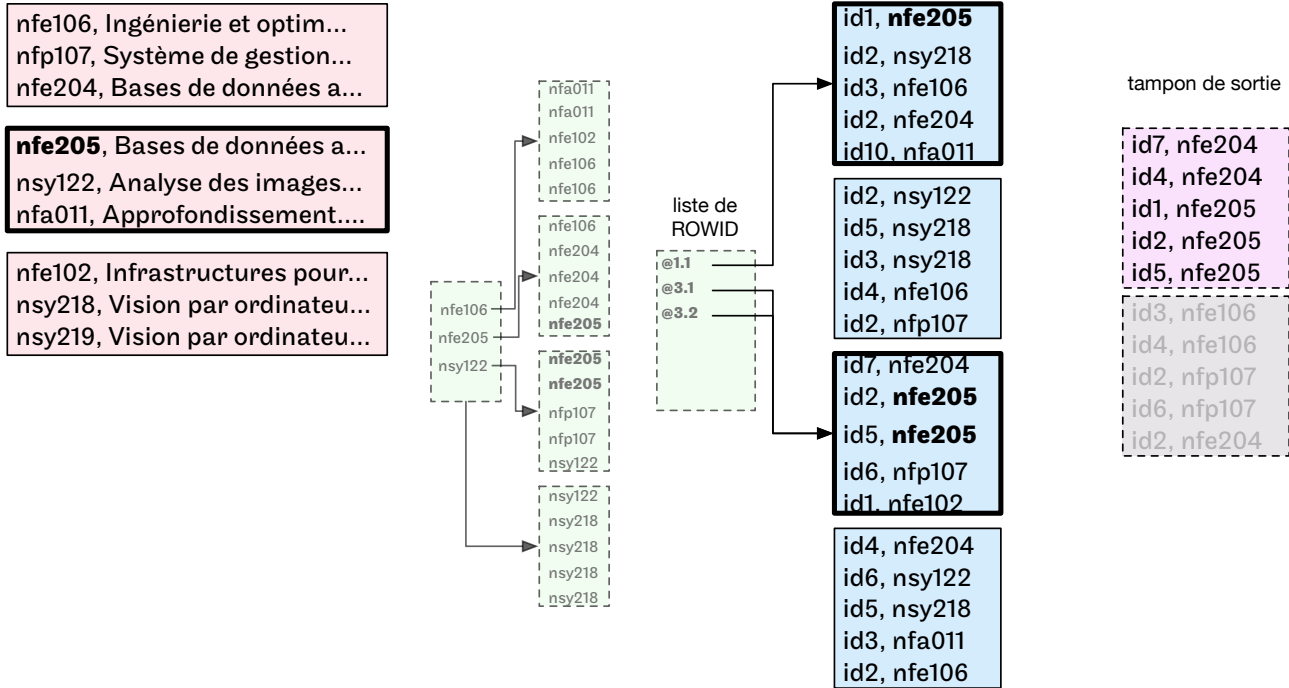 nfe106, Ingénierie et optim...
nfp107, Système de gestion...
nfe204, Bases de données a...
nfe205, Bases de données a...
nsy122, Analyse des images...
nfa011, Approfondissement....
nfe102, Infrastructures pour...
nsy218, Vision par ordinateu...
nsy219, Vision par ordinateu...
nfe106
nfe205
nsy122
nfa011
nfa011
nfe102
nfe106
nfe106
nfe106
nfe204
nfe204
nfe204
nfe205
nfe205
nfe205
nfp107
nfp107
nsy122
nsy122
nsy218
nsy218
nsy218
nsy218
liste de
ROWID
@1.1
@3.1
@3.2
id1, nfe205
id2, nsy218
id3, nfe106
id2, nfe204
id10, nfa011
id2, nsy122
id5, nsy218
id3, nsy218
id4, nfe106
id2, nfp107
id7, nfe204
id2, nfe205
id5, nfe205
id6, nfp107
id1, nfe102
id4, nfe204
id6, nsy122
id5, nsy218
id3, nfa011
id2, nfe106
tampon de sortie
id7, nfe204
id4, nfe204
id1, nfe205
id2, nfe205
id5, nfe205
id3, nfe106
id4, nfe106
id2, nfp107
id6, nfp107
id2, nfe204